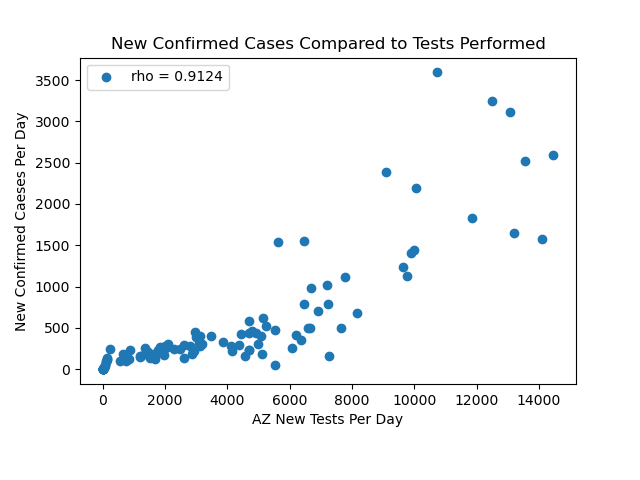 New Confirmed Cases Compared to Tests Performed
rho = 0.9124
New Confirmed Caeses Per Day
3500
3000
2500
2000
1500
1000
500
0
0 2000 4000 6000 8000 10000 12000 14000
AZ New Tests Per Day